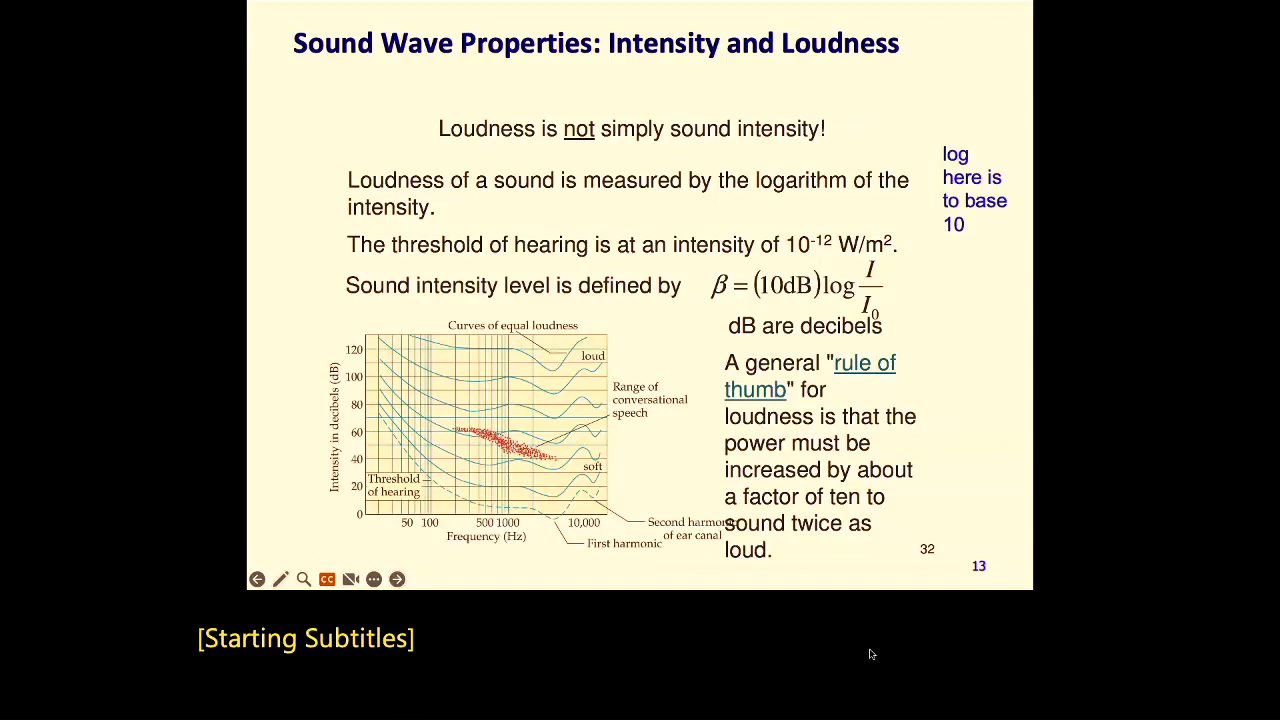 Sound Wave Properties: Intensity and Loudness
Loudness is not simply sound intensity!
log
here is
to base
10
Loudness of a sound is measured by the logarithm of the
intensity.
The threshold of hearing is at an intensity of 10⁻¹² W/m².
Sound intensity level is defined by β = (10dB) log I/I₀
dB are decibels
A general "rule of
thumb" for
loudness is that the
power must be
increased by about
a factor of ten to
sound twice as
loud.
Curves of equal loudness
loud
Range of
conversational
speech
soft
Threshold
of hearing
Intensity in decibels (dB)
120
100
80
60
40
20
0
50 100 500 1000 10,000
Frequency (Hz)
Second harmonic
of ear canal
First harmonic
32
13
CC
[Starting Subtitles]